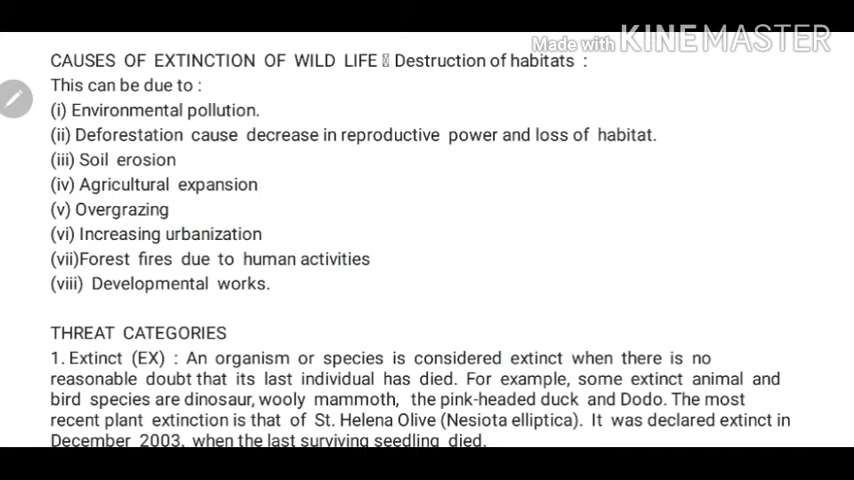 Made with KINEMASTER
CAUSES OF EXTINCTION OF WILD LIFE Destruction of habitats :
This can be due to :
(i) Environmental pollution.
(ii) Deforestation cause decrease in reproductive power and loss of habitat.
(iii) Soil erosion
(iv) Agricultural expansion
(v) Overgrazing
(vi) Increasing urbanization
(vii)Forest fires due to human activities
(viii) Developmental works.
THREAT CATEGORIES
1. Extinct (EX) : An organism or species is considered extinct when there is no
reasonable doubt that its last individual has died. For example, some extinct animal and
bird species are dinosaur, wooly mammoth, the pink-headed duck and Dodo. The most
recent plant extinction is that of St. Helena Olive (Nesiota elliptica). It was declared extinct in
December 2003, when the last surviving seedling died.